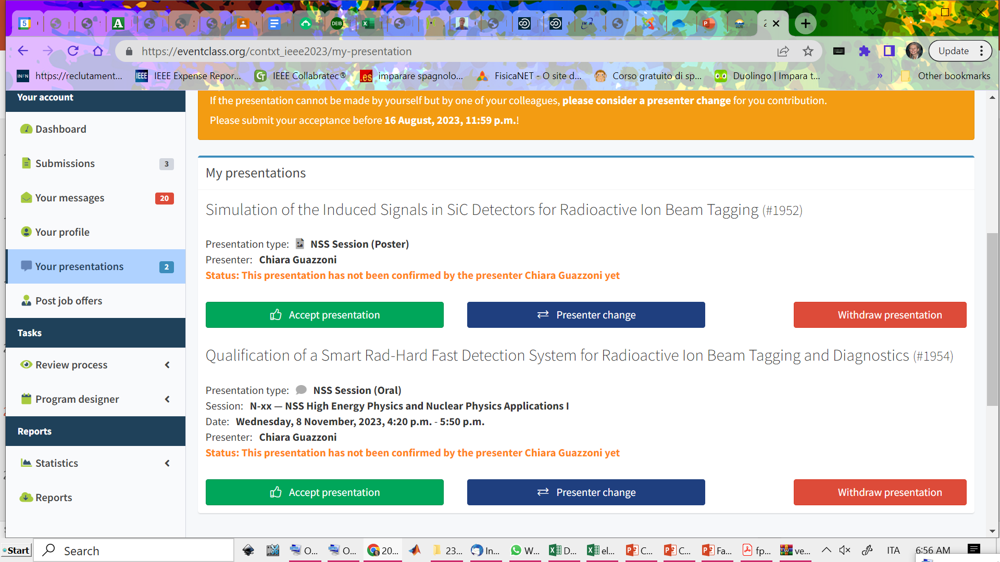 5
A
DEIB
https://eventclass.org/contxt_ieee2023/my-presentation
Update
INFN https://reclutament...
IEEE IEEE Expense Repor...
IEEE Collabratec®
.es imparare spagnolo...
FisicaNET - O site d...
Corso gratuito di sp...
Duolingo | Impara t...
»
Other bookmarks
Your account
Dashboard
Submissions 3
Your messages 20
Your profile
Your presentations 2
Post job offers
Tasks
Review process
Program designer
Reports
Statistics
Reports
If the presentation cannot be made by yourself but by one of your colleagues, please consider a presenter change for you contribution.
Please submit your acceptance before 16 August, 2023, 11:59 p.m.!
My presentations
Simulation of the Induced Signals in SiC Detectors for Radioactive Ion Beam Tagging (#1952)
Presentation type: NSS Session (Poster)
Presenter: Chiara Guazzoni
Status: This presentation has not been confirmed by the presenter Chiara Guazzoni yet
Accept presentation
Presenter change
Withdraw presentation
Qualification of a Smart Rad-Hard Fast Detection System for Radioactive Ion Beam Tagging and Diagnostics (#1954)
Presentation type: NSS Session (Oral)
Session: N-xx — NSS High Energy Physics and Nuclear Physics Applications I
Date: Wednesday, 8 November, 2023, 4:20 p.m. - 5:50 p.m.
Presenter: Chiara Guazzoni
Status: This presentation has not been confirmed by the presenter Chiara Guazzoni yet
Accept presentation
Presenter change
Withdraw presentation
Start
Search
O...
O...
20...
23...
In...
W...
D...
el...
C...
C...
Fa...
fp...
ve...
ITA
6:56 AM